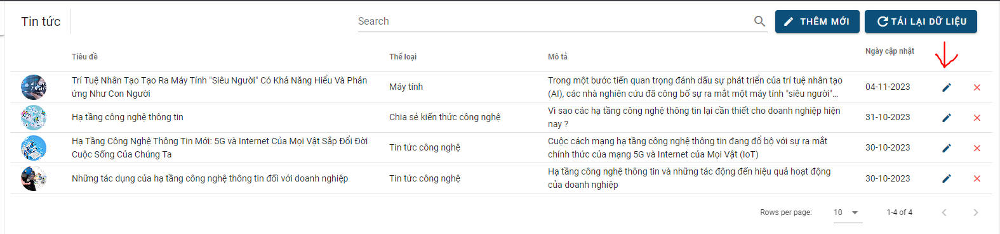 Tin tức
Search
THÊM MỚI
TẢI LẠI DỮ LIỆU
Tiêu đề
Thể loại
Mô tả
Ngày cập nhật
Trí Tuệ Nhân Tạo Tạo Ra Máy Tính "Siêu Người" Có Khả Năng Hiểu Và Phản
ứng Như Con Người
Máy tính
Trong một bước tiến quan trọng đánh dấu sự phát triển của trí tuệ nhân tạo
(AI), các nhà nghiên cứu đã công bố sự ra mắt một máy tính "siêu người"...
04-11-2023
Hạ tầng công nghệ thông tin
Chia sẻ kiến thức công nghệ
Vì sao các hạ tầng công nghệ thông tin lại cần thiết cho doanh nghiệp hiện
nay ?
31-10-2023
Hạ Tầng Công Nghệ Thông Tin Mới: 5G và Internet Của Mọi Vật Sắp Đổi Đời
Cuộc Sống Của Chúng Ta
Tin tức công nghệ
Cuộc cách mạng hạ tầng công nghệ thông tin đang đổ bộ với sự ra mắt
chính thức của mạng 5G và Internet của Mọi Vật (IoT)
30-10-2023
Những tác dụng của hạ tầng công nghệ thông tin đối với doanh nghiệp
Tin tức công nghệ
Hạ tầng công nghệ thông tin và những tác động đến hiệu quả hoạt động
của doanh nghiệp
30-10-2023
Rows per page:
10
1-4 of 4